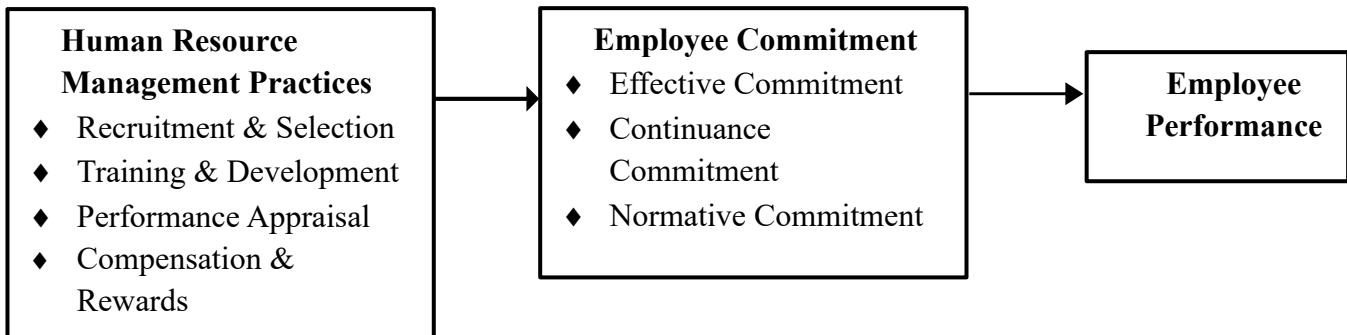 Human Resource
Management Practices
♦ Recruitment & Selection
♦ Training & Development
♦ Performance Appraisal
♦ Compensation &
Rewards
Employee Commitment
♦ Effective Commitment
♦ Continuance
Commitment
♦ Normative Commitment
Employee
Performance